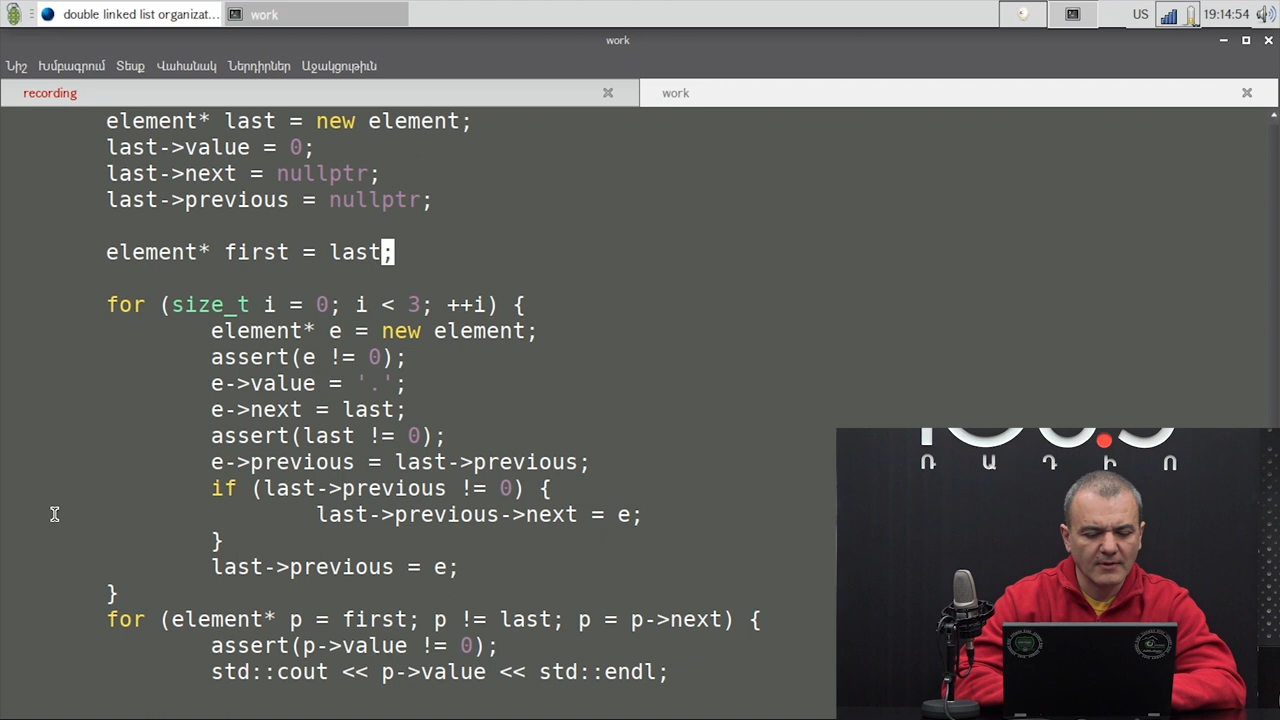 double linked list organizat...
work
US
19:14:54
work
Նիշ Խմբագրում Տեսք Վահանակ Ներդիրներ Աջակցութիւն
recording
work
element* last = new element;
last->value = 0;
last->next = nullptr;
last->previous = nullptr;
element* first = last;
for (size_t i = 0; i < 3; ++i) {
element* e = new element;
assert(e != 0);
e->value = '.';
e->next = last;
assert(last != 0);
e->previous = last->previous;
if (last->previous != 0) {
last->previous->next = e;
}
last->previous = e;
}
for (element* p = first; p != last; p = p->next) {
assert(p->value != 0);
std::cout << p->value << std::endl;
Ռ Ա Դ Ի Ո